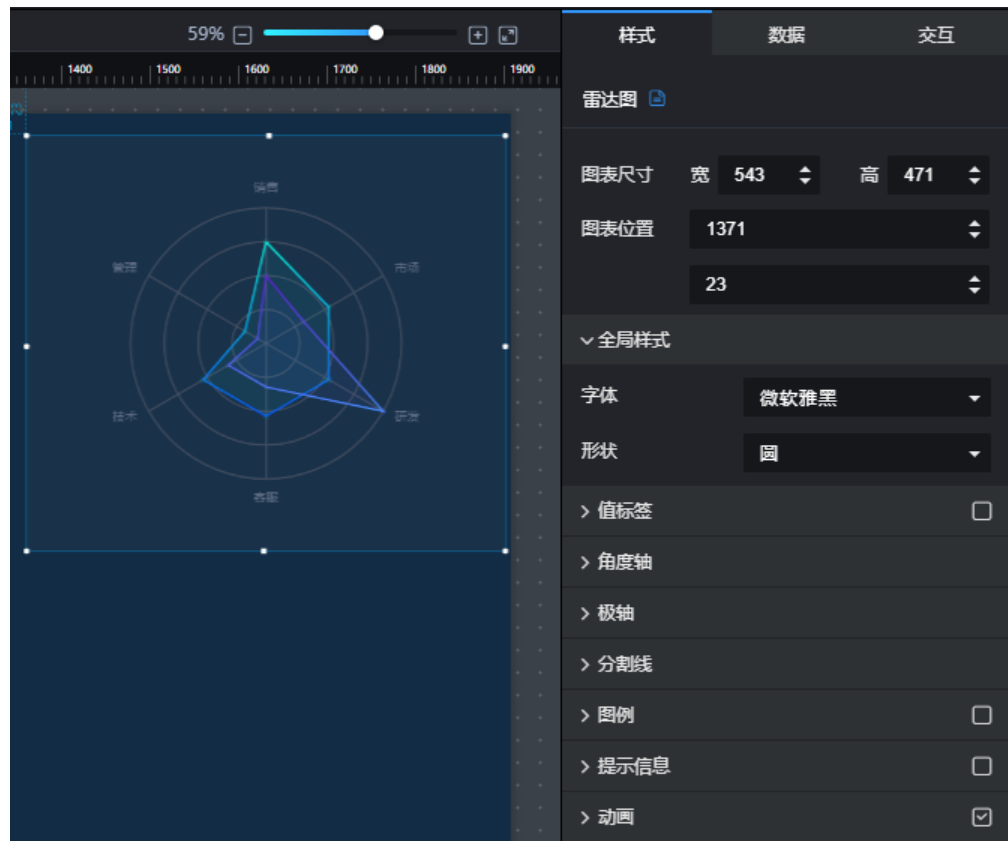 59%
样式 数据 交互
1400 1500 1600 1700 1800 1900
雷达图
23
图表尺寸 宽 543 高 471
图表位置 1371
23
全局样式
字体 微软雅黑
形状 圆
值标签
角度轴
极轴
分割线
图例
提示信息
动画
销售
管理 市场
技术 研发
客服